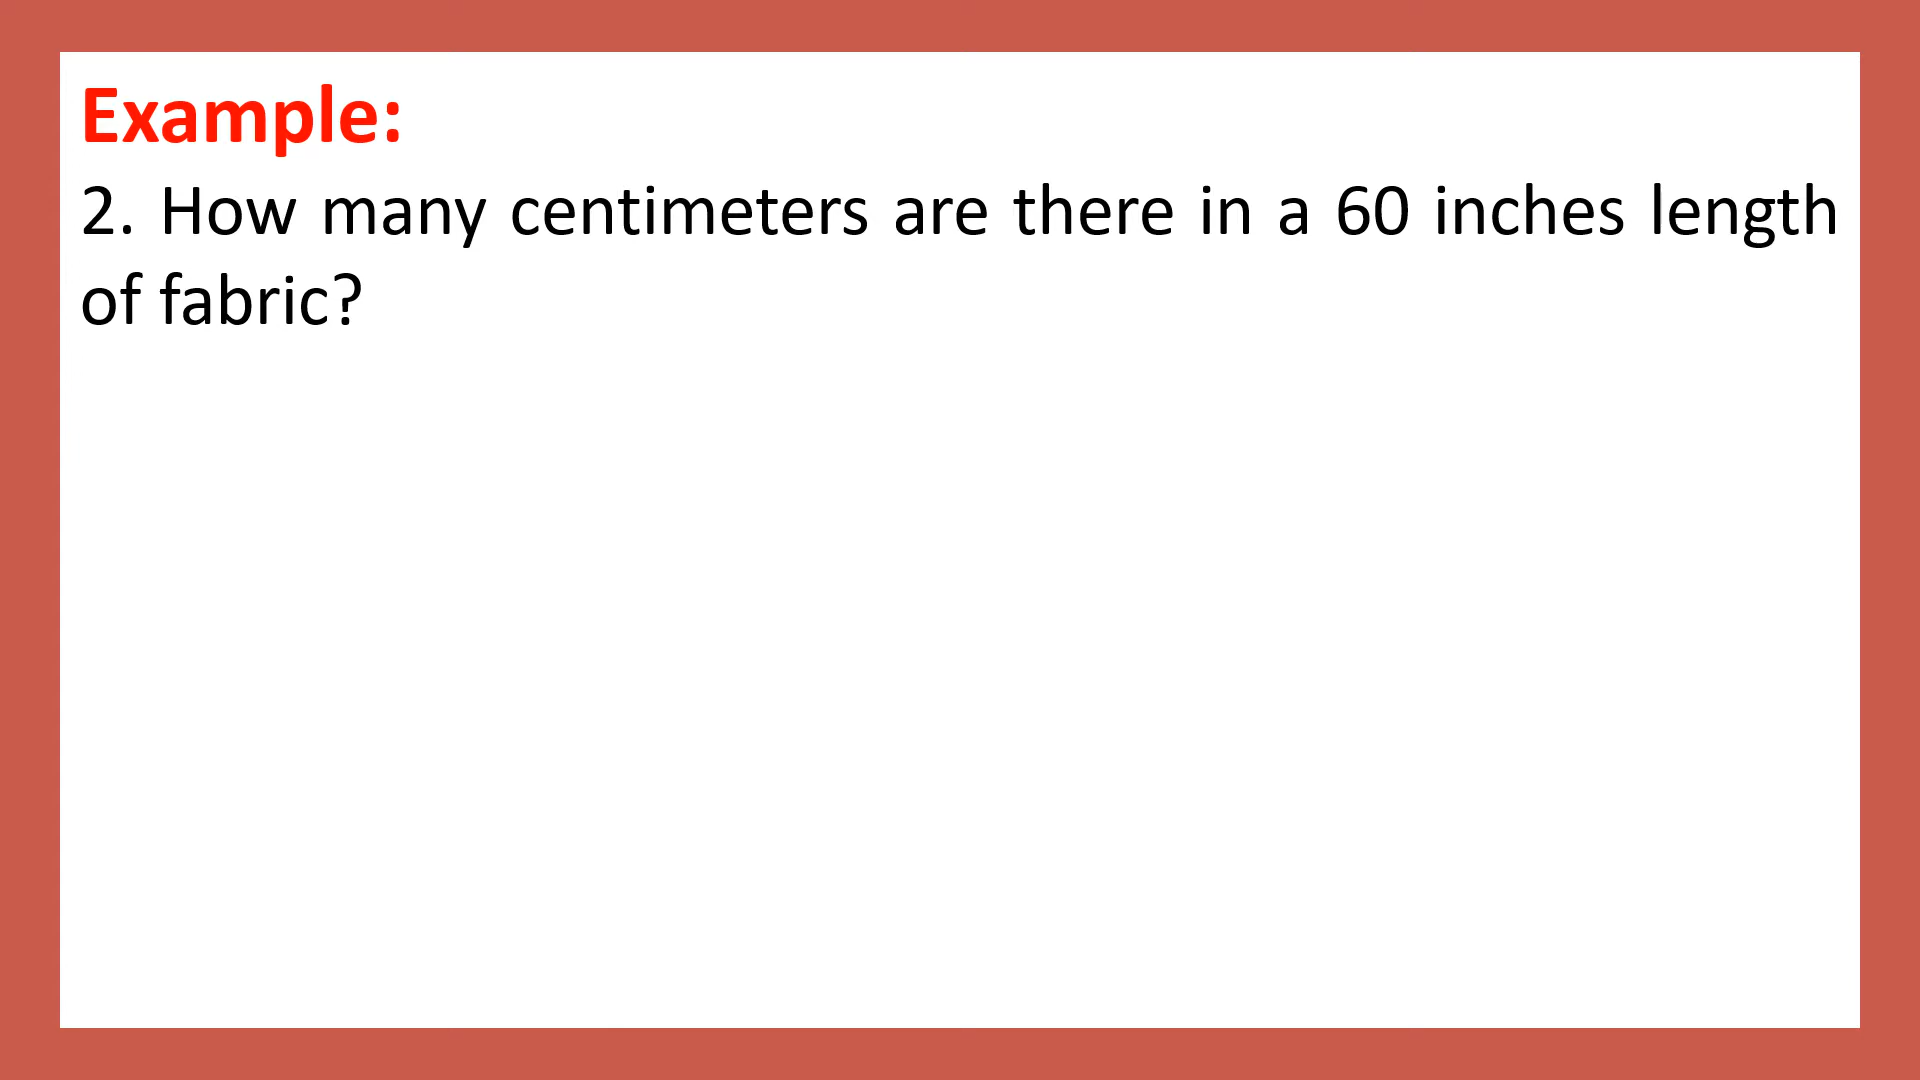 Example:
2. How many centimeters are there in a 60 inches length
of fabric?